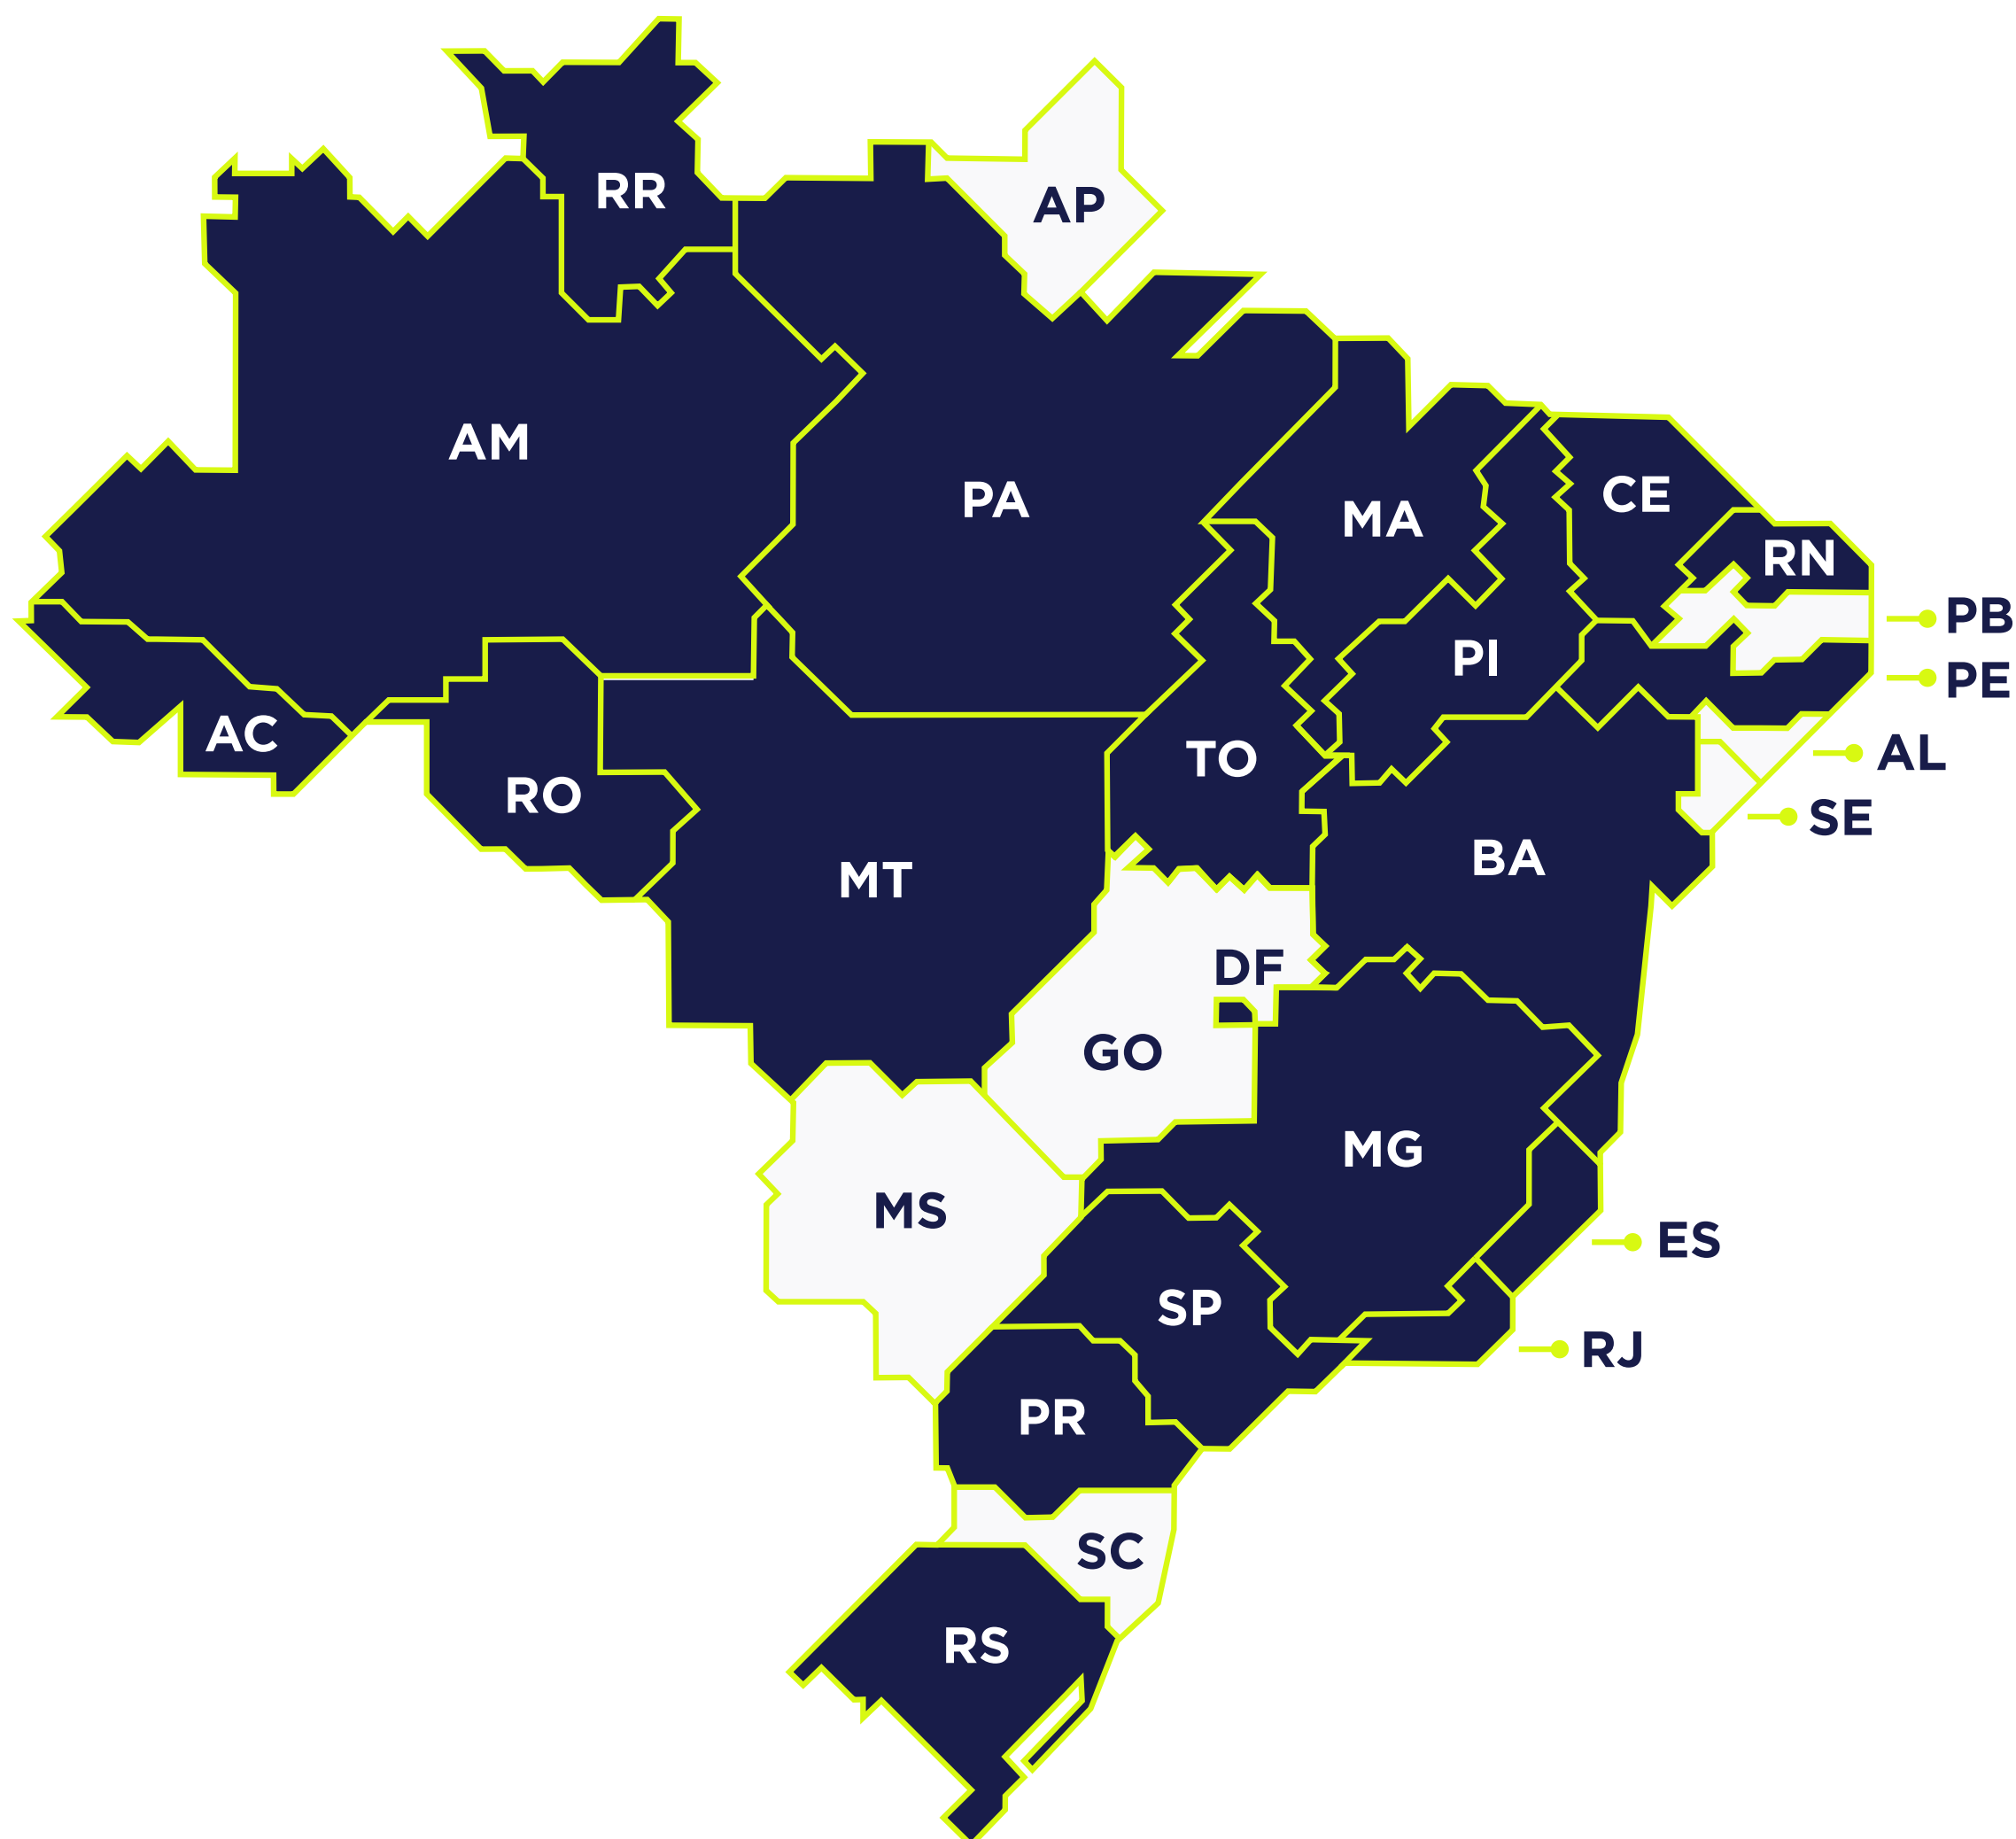 RR
AP
AM
PA
CE
MA
RN
PB
PI
PE
AC
TO
AL
RO
SE
MT
BA
DF
GO
MG
MS
ES
SP
RJ
PR
SC
RS